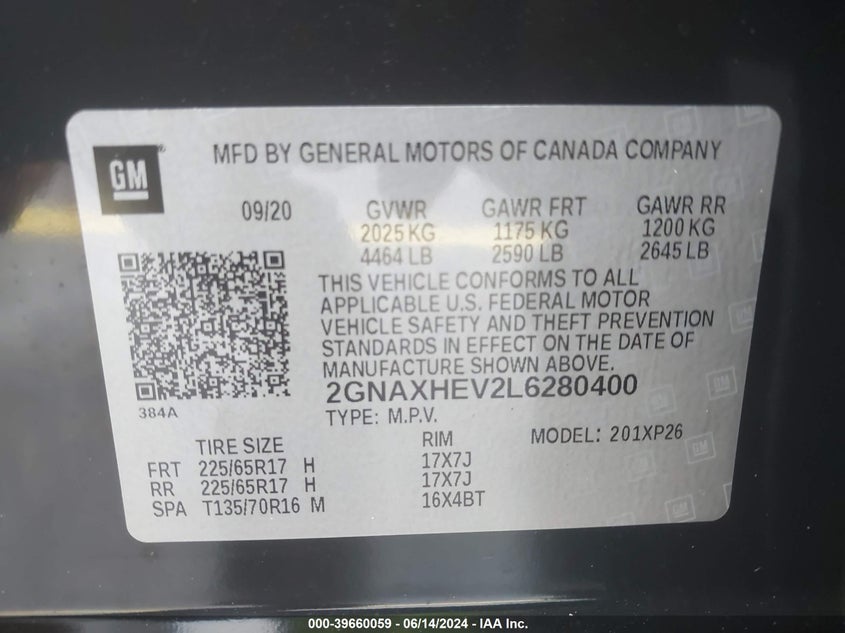 GM
MFD BY GENERAL MOTORS OF CANADA COMPANY
09/20 GVWR GAWR FRT GAWR RR
2025 KG 1175 KG 1200 KG
4464 LB 2590 LB 2645 LB
THIS VEHICLE CONFORMS TO ALL
APPLICABLE U.S. FEDERAL MOTOR
VEHICLE SAFETY AND THEFT PREVENTION
STANDARDS IN EFFECT ON THE DATE OF
MANUFACTURE SHOWN ABOVE.
384A
2GNAXHEV2L6280400
TYPE: M.P.V.
TIRE SIZE RIM MODEL: 201XP26
FRT 225/65R17 H 17X7J
RR 225/65R17 H 17X7J
SPA T135/70R16 M 16X4BT
000-39660059 - 06/14/2024 - IAA Inc.